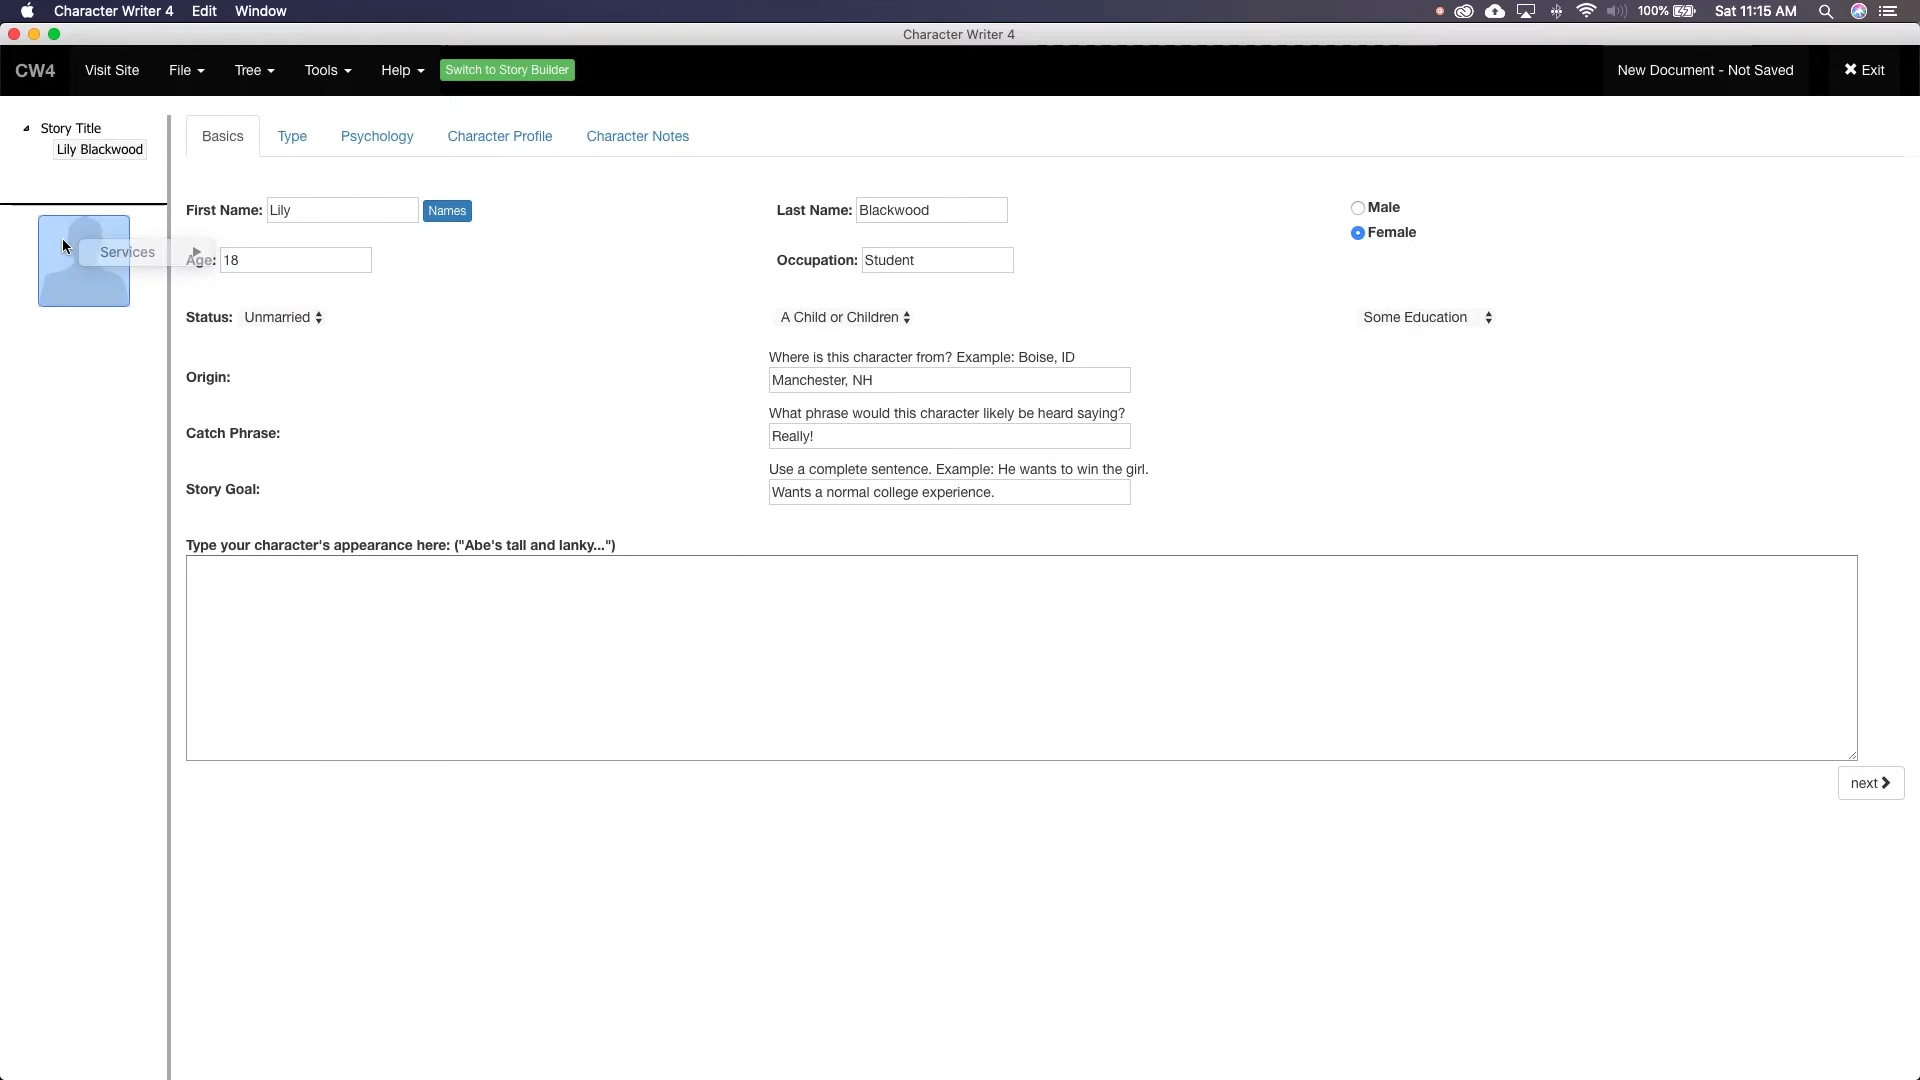 Character Writer 4 Edit Window 100% Sat 11:15 AM
Character Writer 4
CW4 Visit Site File Tree Tools Help Switch to Story Builder New Document - Not Saved Exit
Story Title
Lily Blackwood
Basics Type Psychology Character Profile Character Notes
First Name: Lily Names Last Name: Blackwood Male
Female
Services
Age: 18 Occupation: Student
Status: Unmarried A Child or Children Some Education
Where is this character from? Example: Boise, ID
Origin: Manchester, NH
What phrase would this character likely be heard saying?
Catch Phrase: Really!
Use a complete sentence. Example: He wants to win the girl.
Story Goal: Wants a normal college experience.
Type your character's appearance here: ("Abe's tall and lanky...")
next